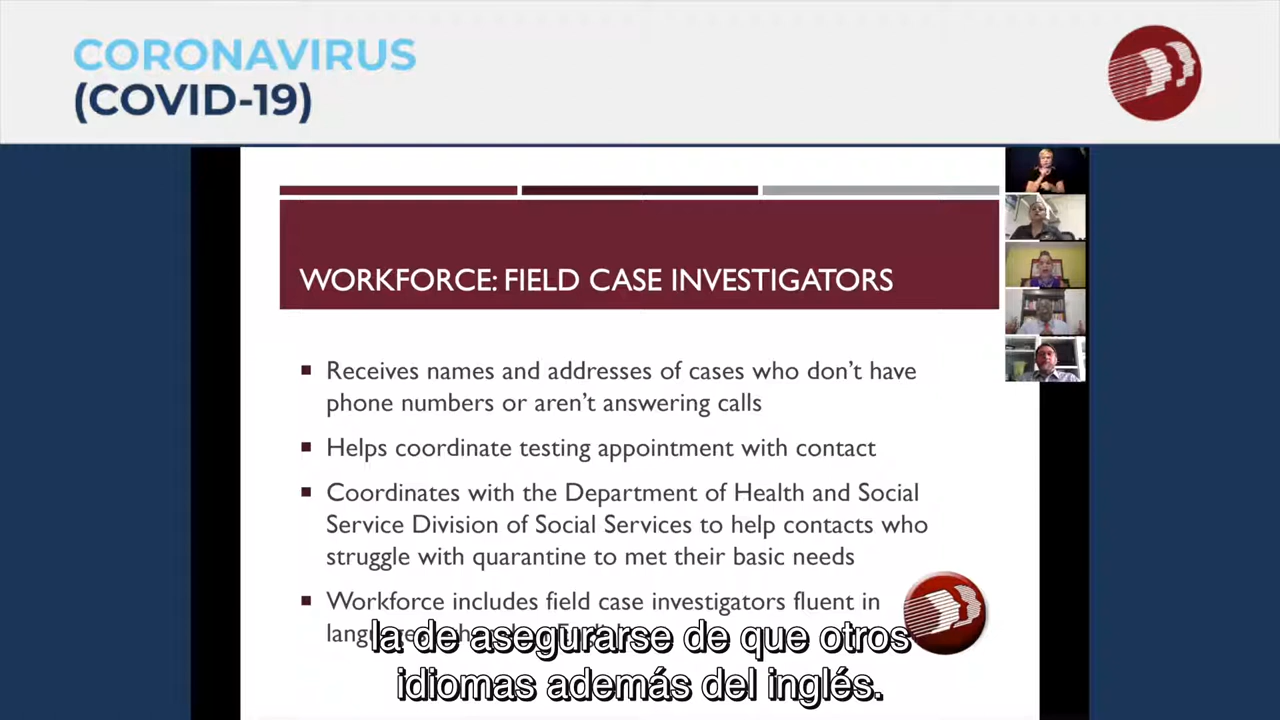 CORONAVIRUS
(COVID-19)
WORKFORCE: FIELD CASE INVESTIGATORS
▪ Receives names and addresses of cases who don’t have
phone numbers or aren’t answering calls
▪ Helps coordinate testing appointment with contact
▪ Coordinates with the Department of Health and Social
Service Division of Social Services to help contacts who
struggle with quarantine to met their basic needs
▪ Workforce includes field case investigators fluent in
la de asegurarse de que otros
idiomas además del inglés.